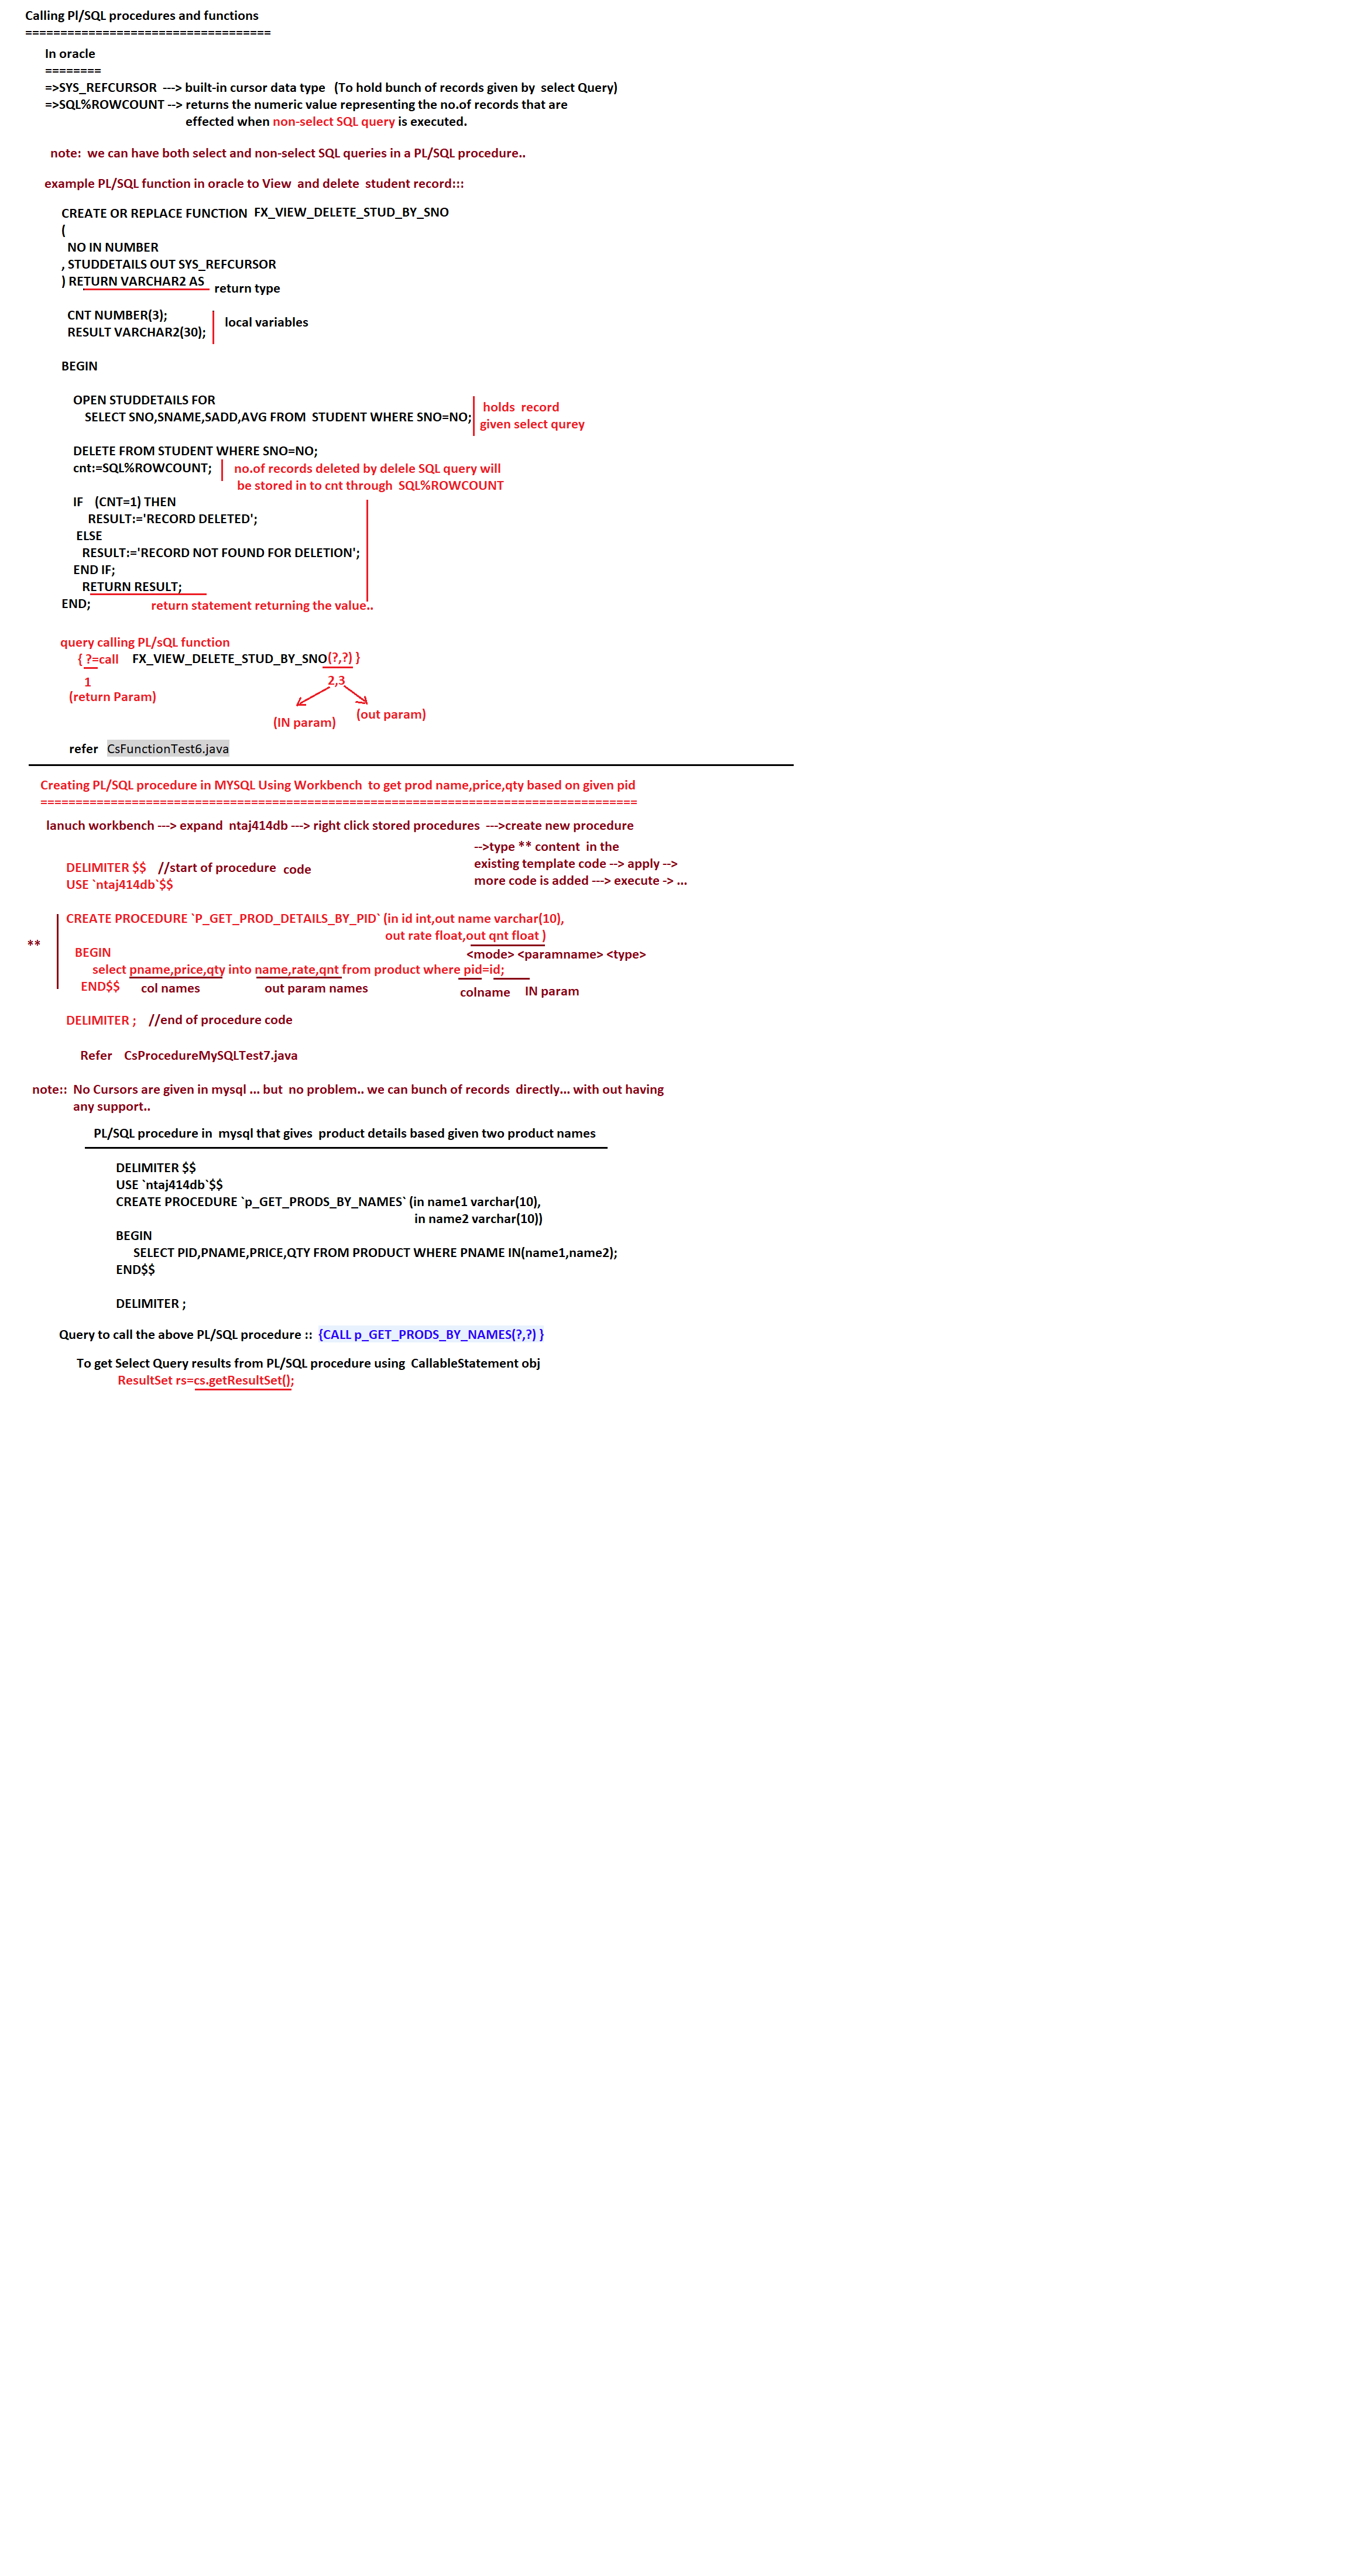 Calling Pl/SQL procedures and functions
===================================
In oracle
========
=>SYS_REFCURSOR ---> built-in cursor data type (To hold bunch of records given by select Query)
=>SQL%ROWCOUNT --> returns the numeric value representing the no.of records that are
effected when non-select SQL query is executed.
note: we can have both select and non-select SQL queries in a PL/SQL procedure..
example PL/SQL function in oracle to View and delete student record:::
CREATE OR REPLACE FUNCTION FX_VIEW_DELETE_STUD_BY_SNO
(
NO IN NUMBER
, STUDDETAILS OUT SYS_REFCURSOR
) RETURN VARCHAR2 AS return type
CNT NUMBER(3);
RESULT VARCHAR2(30);
local variables
BEGIN
OPEN STUDDETAILS FOR
SELECT SNO,SNAME,SADD,AVG FROM STUDENT WHERE SNO=NO;
holds record
given select qurey
DELETE FROM STUDENT WHERE SNO=NO;
cnt:=SQL%ROWCOUNT; no.of records deleted by delele SQL query will
be stored in to cnt through SQL%ROWCOUNT
IF (CNT=1) THEN
RESULT:='RECORD DELETED';
ELSE
RESULT:='RECORD NOT FOUND FOR DELETION';
END IF;
RETURN RESULT;
END; return statement returning the value..
query calling PL/sQL function
{ ?=call FX_VIEW_DELETE_STUD_BY_SNO(?,?) }
1 2,3
(return Param)
(IN param) (out param)
refer CsFunctionTest6.java
Creating PL/SQL procedure in MYSQL Using Workbench to get prod name,price,qty based on given pid
=====================================================================================
lanuch workbench ---> expand ntaj414db ---> right click stored procedures --->create new procedure
-->type ** content in the
existing template code --> apply -->
more code is added ---> execute -> ...
DELIMITER $$ //start of procedure code
USE `ntaj414db`$$
CREATE PROCEDURE `P_GET_PROD_DETAILS_BY_PID` (in id int,out name varchar(10),
out rate float,out qnt float )
**
BEGIN <mode> <paramname> <type>
select pname,price,qty into name,rate,qnt from product where pid=id;
END$$ col names out param names colname IN param
DELIMITER ; //end of procedure code
Refer CsProcedureMySQLTest7.java
note:: No Cursors are given in mysql ... but no problem.. we can bunch of records directly... with out having
any support..
PL/SQL procedure in mysql that gives product details based given two product names
DELIMITER $$
USE `ntaj414db`$$
CREATE PROCEDURE `p_GET_PRODS_BY_NAMES` (in name1 varchar(10),
in name2 varchar(10))
BEGIN
SELECT PID,PNAME,PRICE,QTY FROM PRODUCT WHERE PNAME IN(name1,name2);
END$$
DELIMITER ;
Query to call the above PL/SQL procedure :: {CALL p_GET_PRODS_BY_NAMES(?,?) }
To get Select Query results from PL/SQL procedure using CallableStatement obj
ResultSet rs=cs.getResultSet();